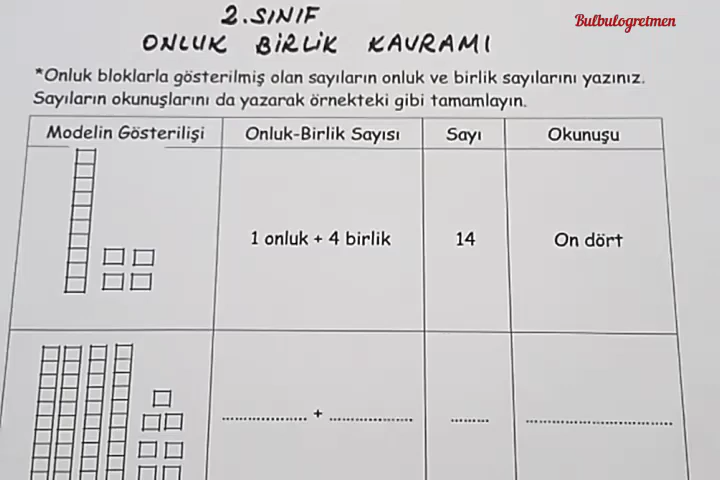 2.SINIF
Bulbulogretmen
ONLUK BİRLİK KAVRAMI
*Onluk bloklarla gösterilmiş olan sayıların onluk ve birlik sayılarını yazınız.
Sayıların okunuşlarını da yazarak örnekteki gibi tamamlayın.
Modelin Gösterilişi Onluk-Birlik Sayısı Sayı Okunuşu
1 onluk + 4 birlik 14 On dört
.................... + .................... ......... ...................................